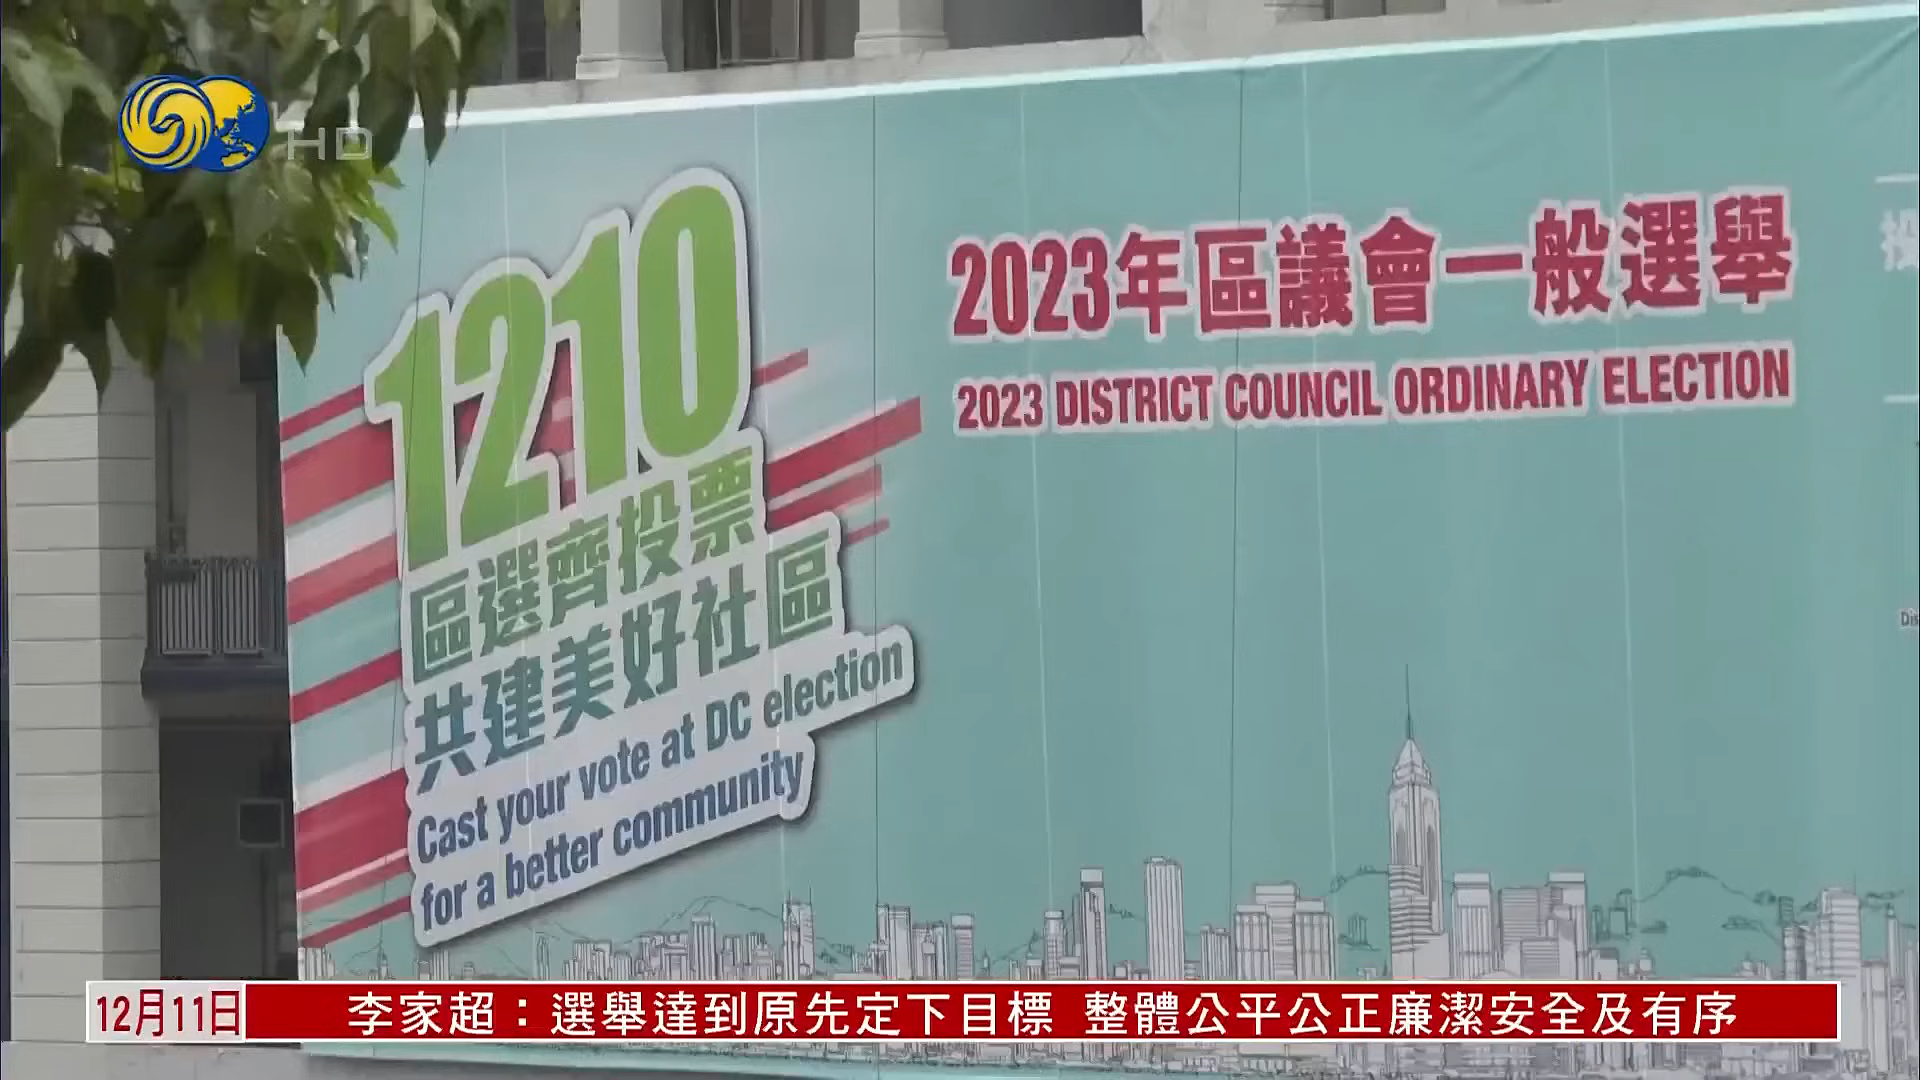 HD
1210
區選齊投票
共建美好社區
Cast your vote at DC election
for a better community
2023年區議會一般選舉
2023 DISTRICT COUNCIL ORDINARY ELECTION
投
Dis
12月11日
李家超：選舉達到原先定下目標 整體公平公正廉潔安全及有序